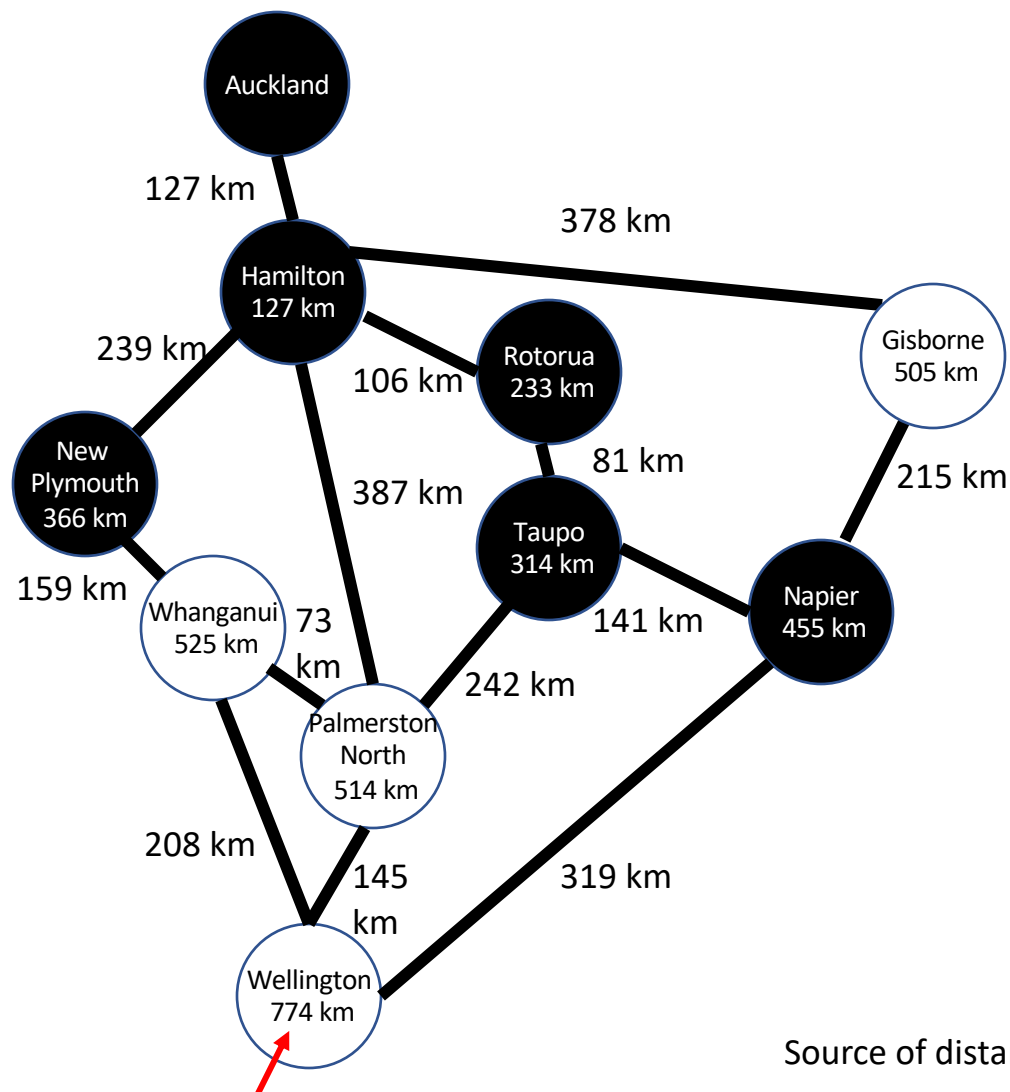 Auckland
127 km
378 km
Hamilton
127 km
Gisborne
505 km
239 km
Rotorua
233 km
106 km
New
Plymouth
366 km
81 km
215 km
387 km
Taupo
314 km
159 km
Whanganui
525 km
73
km
141 km
Napier
455 km
242 km
Palmerston
North
514 km
208 km
145
km
319 km
Wellington
774 km
Source of dista